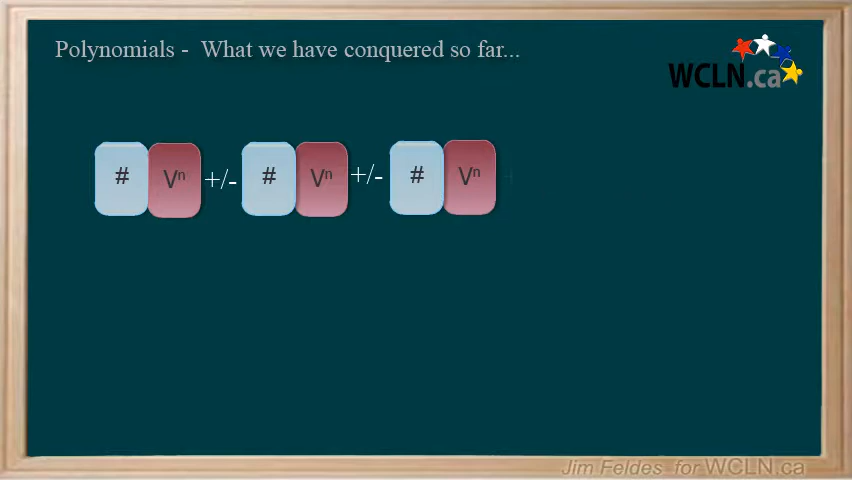 Polynomials - What we have conquered so far...
WCLN.ca
# Vⁿ +/- # Vⁿ +/- # Vⁿ
Jim Feldes for WCLN.ca